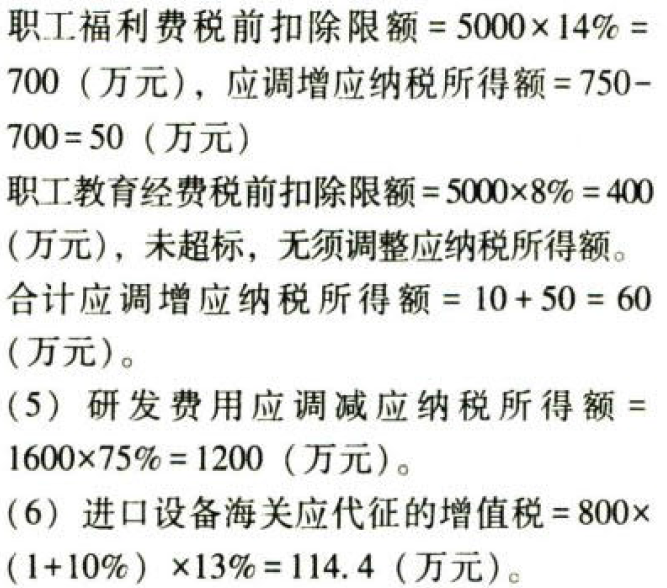 职工福利费税前扣除限额=5000×14%=
700（万元），应调增应纳税所得额=750-
700=50（万元）
职工教育经费税前扣除限额=5000×8%=400
（万元），未超标，无须调整应纳税所得额。
合计应调增应纳税所得额=10+50=60
（万元）。
（5）研发费用应调减应纳税所得额=
1600×75%=1200（万元）。
（6）进口设备海关应代征的增值税=800×
（1+10%）×13%=114.4（万元）。